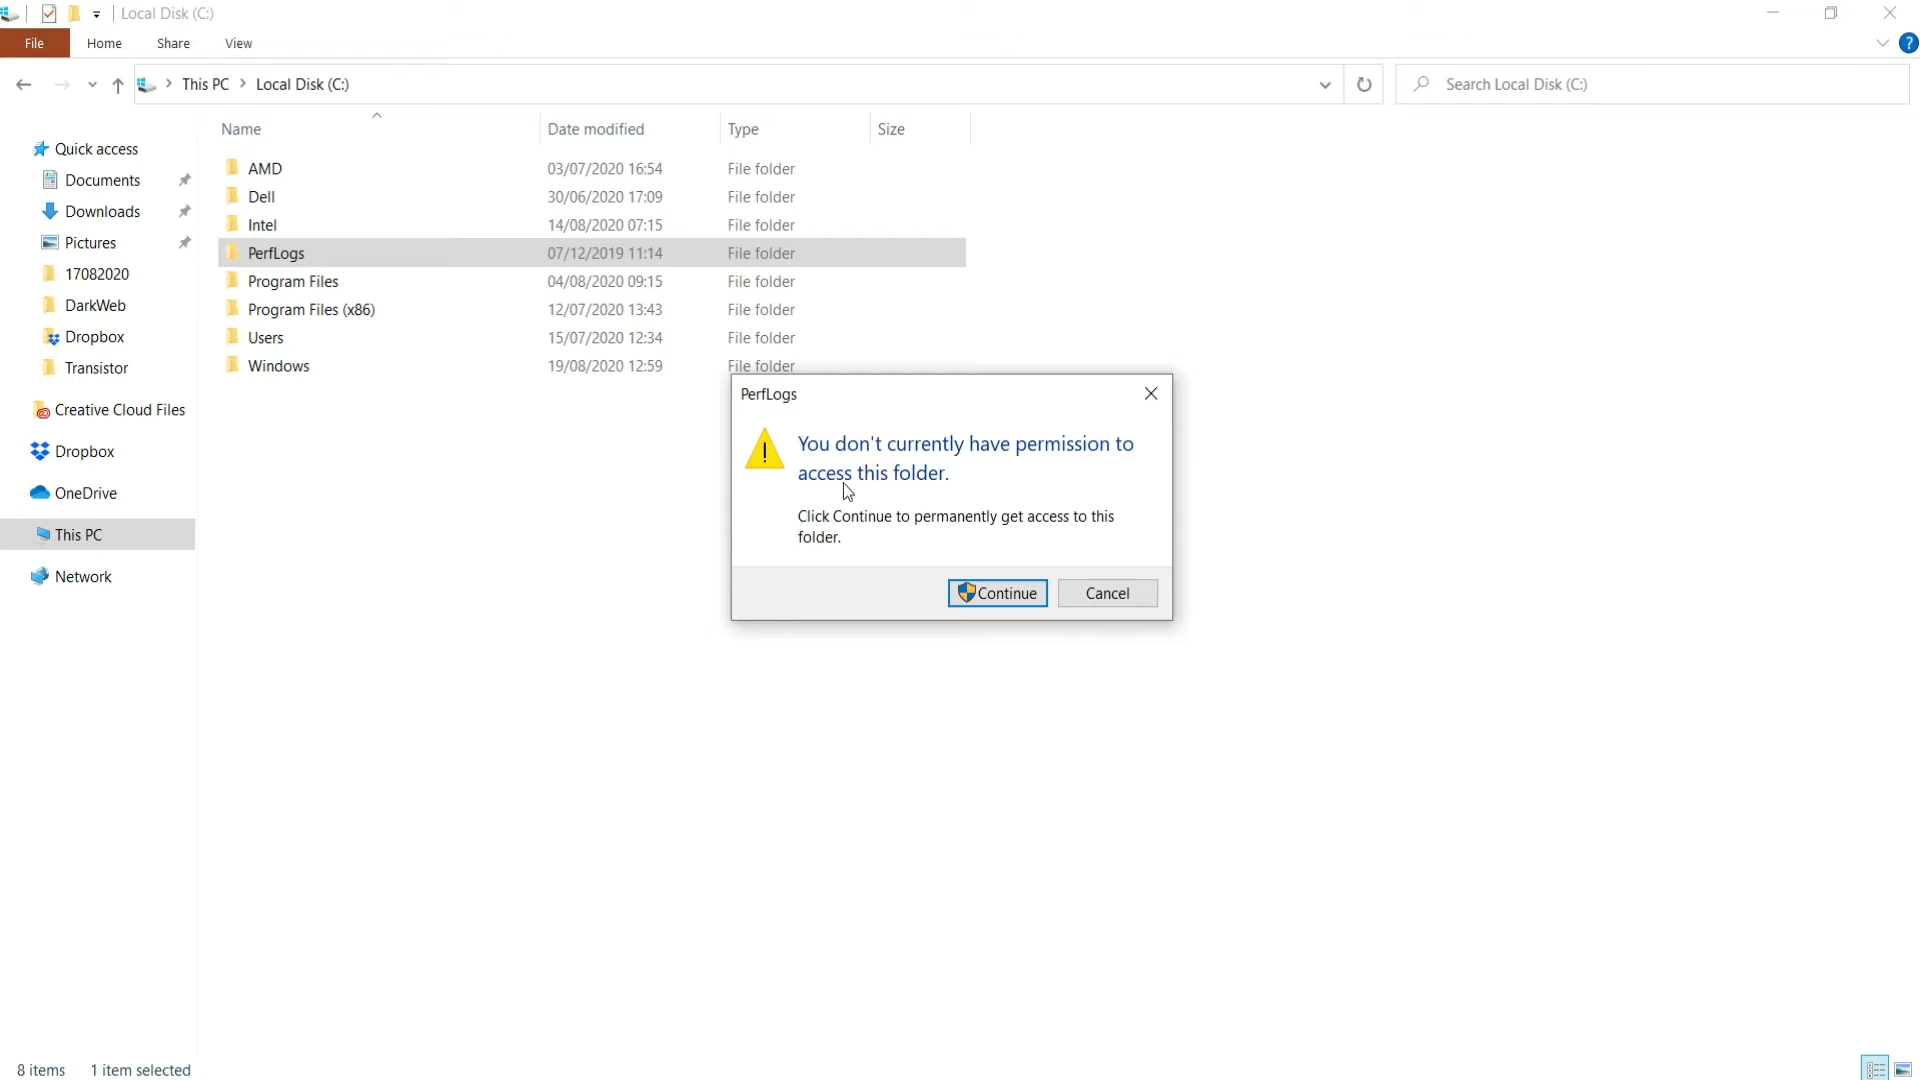 Local Disk (C:)
File Home Share View
?
This PC Local Disk (C:)
Search Local Disk (C:)
Name Date modified Type Size
Quick access
Documents
Downloads
Pictures
17082020
DarkWeb
Dropbox
Transistor
Creative Cloud Files
Dropbox
OneDrive
This PC
Network
AMD 03/07/2020 16:54 File folder
Dell 30/06/2020 17:09 File folder
Intel 14/08/2020 07:15 File folder
PerfLogs 07/12/2019 11:14 File folder
Program Files 04/08/2020 09:15 File folder
Program Files (x86) 12/07/2020 13:43 File folder
Users 15/07/2020 12:34 File folder
Windows 19/08/2020 12:59 File folder
PerfLogs
!
You don't currently have permission to
access this folder.
Click Continue to permanently get access to this
folder.
Continue Cancel
8 items 1 item selected